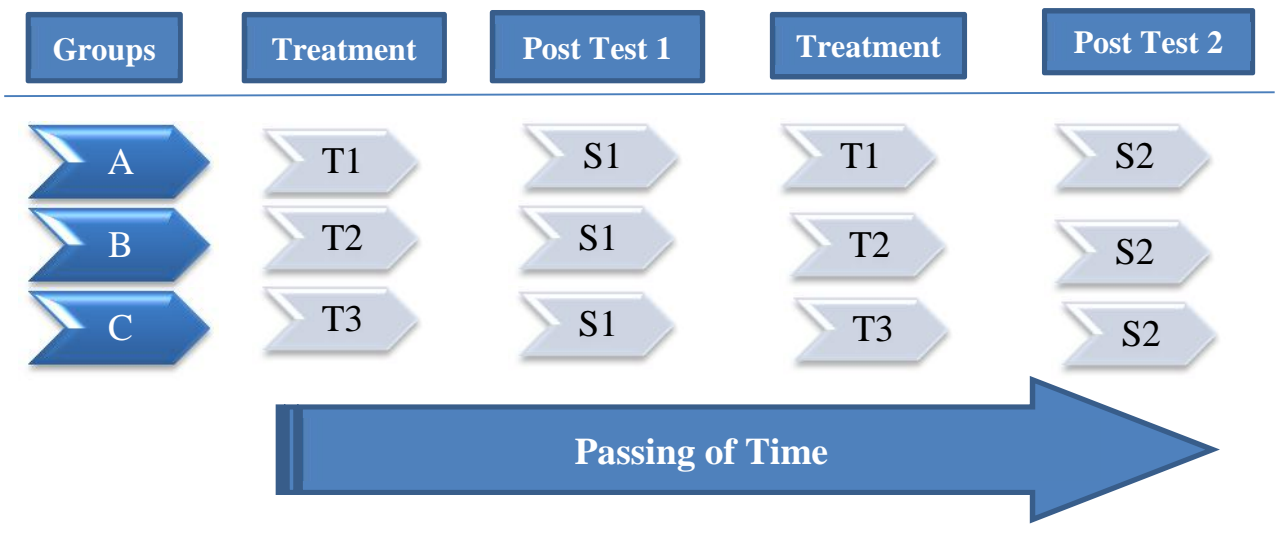 Groups Treatment Post Test 1 Treatment Post Test 2
A T1 S1 T1 S2
B T2 S1 T2 S2
C T3 S1 T3 S2
Passing of Time